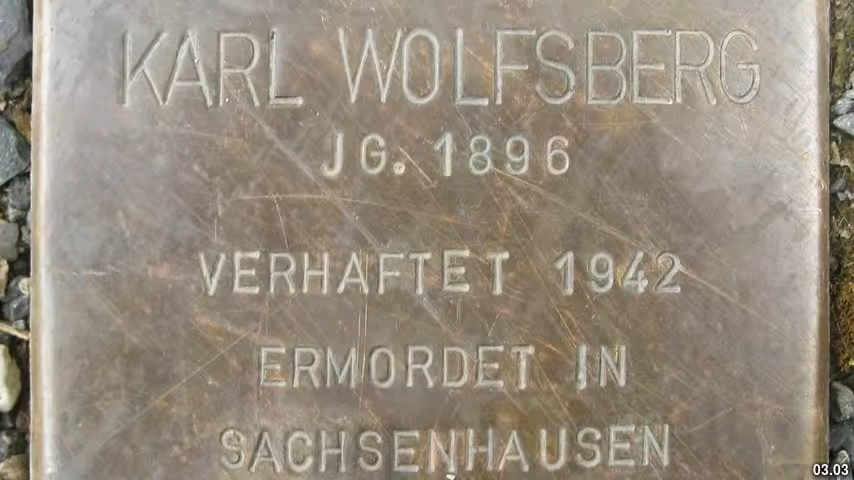 KARL WOLFSBERG
JG. 1896
VERHAFTET 1942
ERMORDET IN
SACHSENHAUSEN
03.03